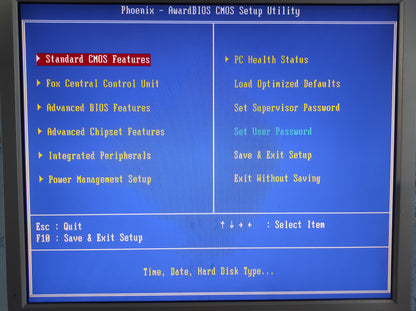 Phoenix - AwardBIOS CMOS Setup Utility
Standard CMOS Features
Fox Central Control Unit
Advanced BIOS Features
Advanced Chipset Features
Integrated Peripherals
Power Management Setup
PC Health Status
Load Optimized Defaults
Set Supervisor Password
Set User Password
Save & Exit Setup
Exit Without Saving
Esc : Quit
F10 : Save & Exit Setup
↑ ↓ → ← : Select Item
Time, Date, Hard Disk Type...